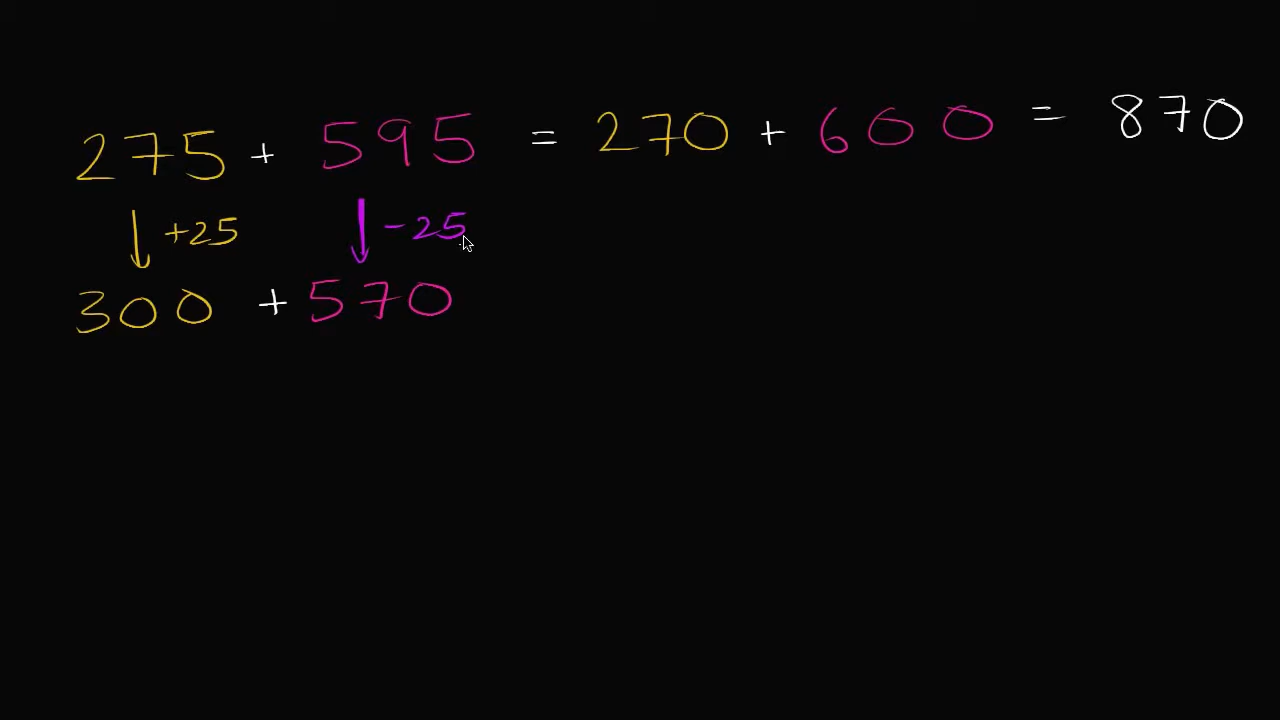 275 + 595 = 270 + 600 = 870
+25 -25
300 + 570